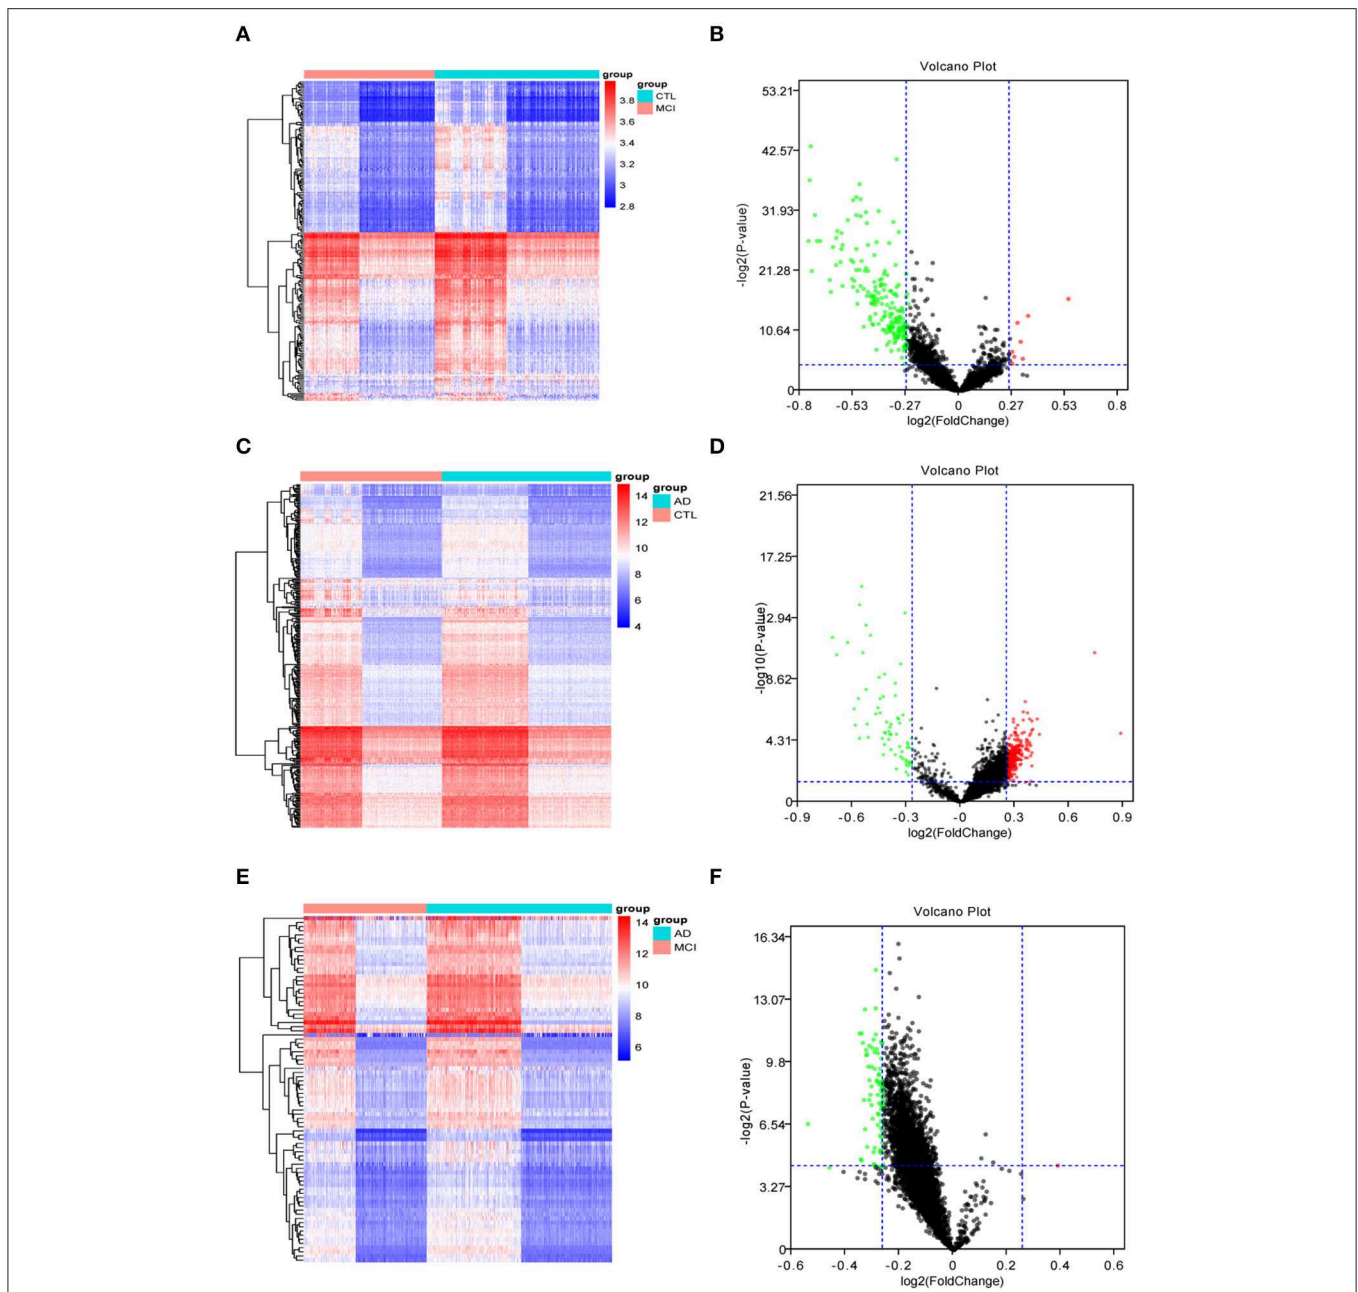 A
group
group
CTL
MCI
3.8
3.6
3.4
3.2
3
2.8
B
Volcano Plot
-log2(P-value)
53.21
42.57
31.93
21.28
10.64
0
-0.8 -0.53 -0.27 0 0.27 0.53 0.8
log2(FoldChange)
C
group
group
AD
CTL
14
12
10
8
6
4
D
Volcano Plot
-log10(P-value)
21.56
17.25
12.94
8.62
4.31
0
-0.9 -0.6 -0.3 -0 0.3 0.6 0.9
log2(FoldChange)
E
group
group
AD
MCI
14
12
10
8
6
F
Volcano Plot
-log2(P-value)
16.34
13.07
9.8
6.54
3.27
0
-0.6 -0.4 -0.2 0 0.2 0.4 0.6
log2(FoldChange)